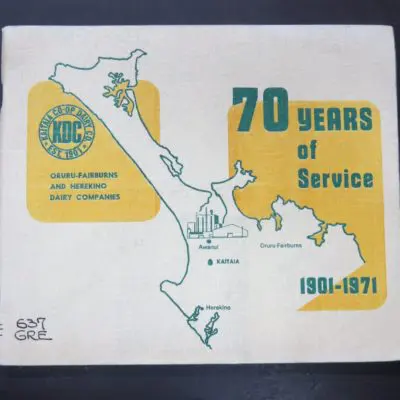 KAITAIA CO-OP DAIRY CO.
KDC
EST. 1901
ORURU-FAIRBURNS
AND HEREKINO
DAIRY COMPANIES
70 YEARS
of
Service
1901-1971
Awanui
Oruru-Fairburns
KAITAIA
Herekino
637
GRE